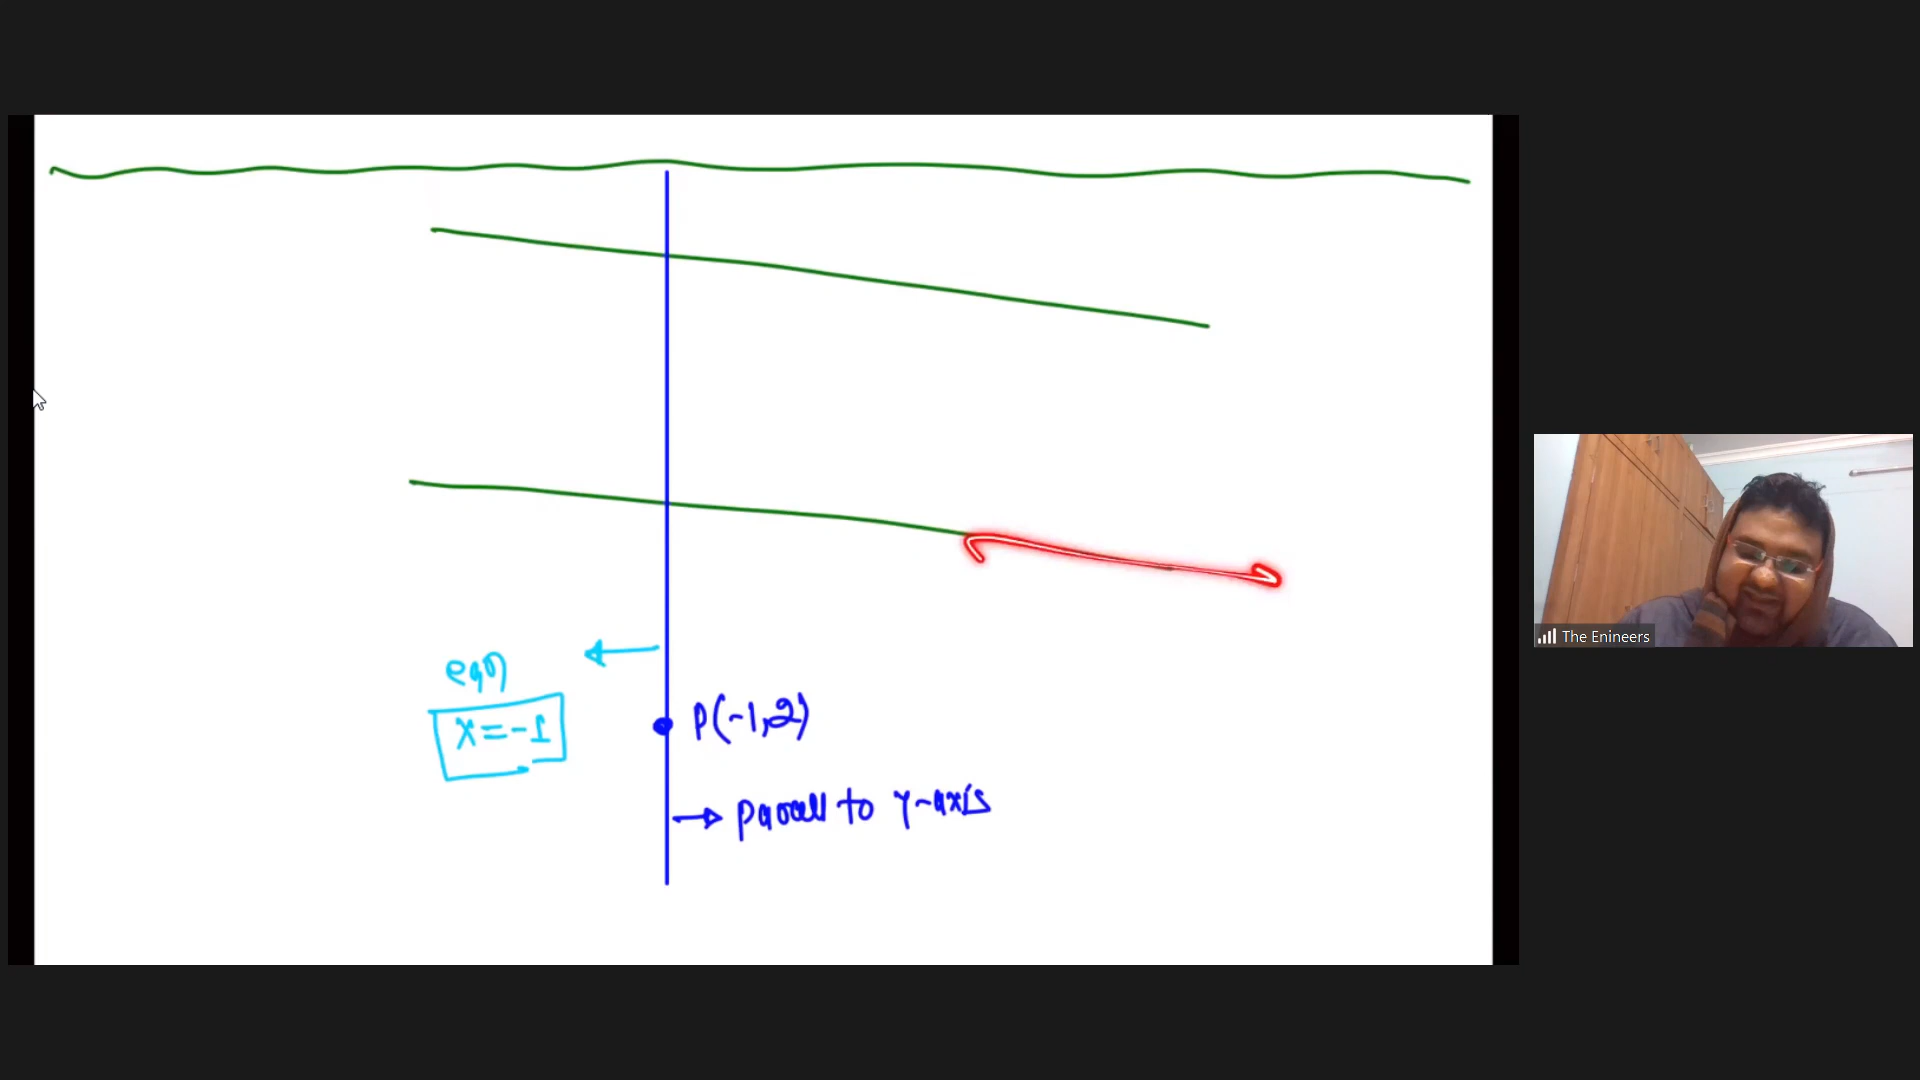 eqn
x=-1
P(-1,2)
parall to Y-axis
The Enineers